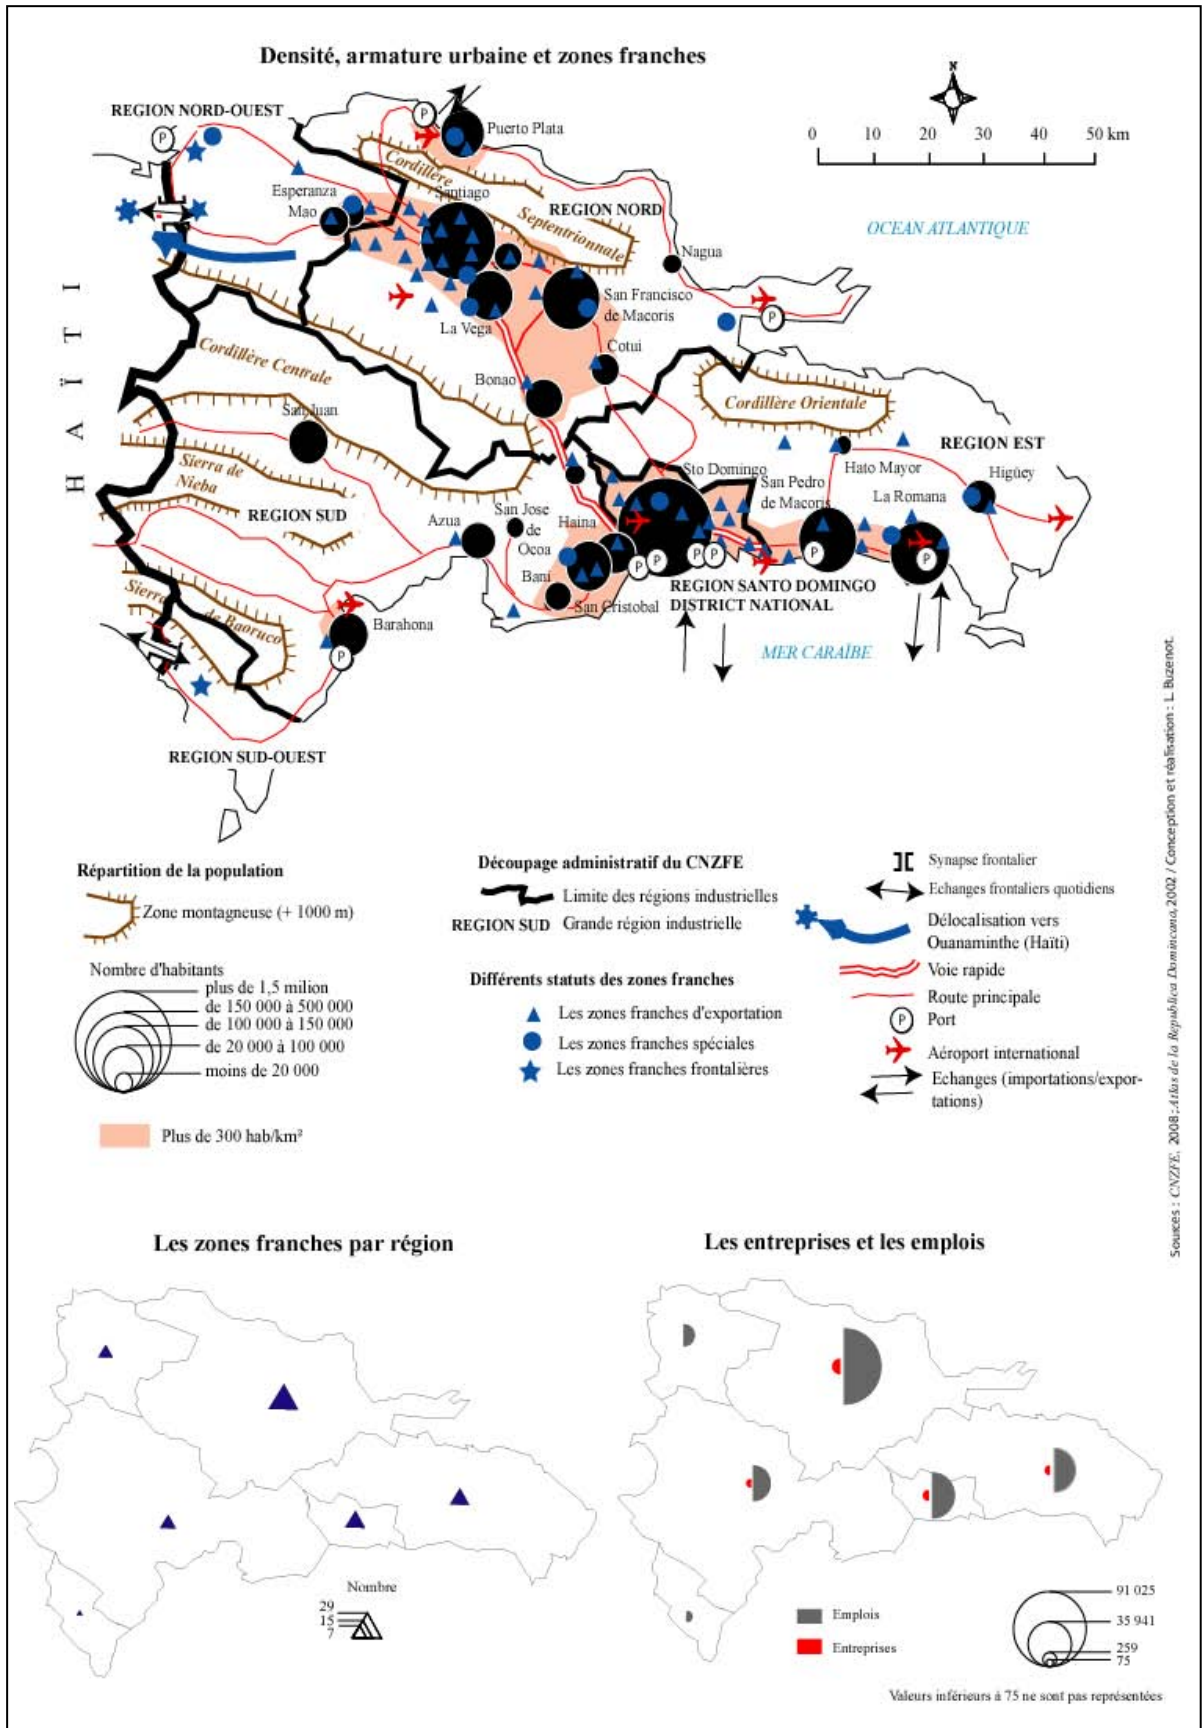 Densité, armature urbaine et zones franches
N
REGION NORD-OUEST
P
P
Puerto Plata
0 10 20 30 40 50 km
Cordillère
Septentrionnale
Esperanza
Mao
Santiago
REGION NORD
OCEAN ATLANTIQUE
Nagua
HAÏTI
San Francisco
de Macoris
P
La Vega
Cotui
Cordillère Centrale
Bonao
Cordillère Orientale
San Juan
REGION EST
Sierra de
Nieba
Sto Domingo
Hato Mayor
Higüey
San Pedro
de Macoris
La Romana
REGION SUD
Azua
San Jose
de
Ocoa
Haina
Bani
P
P
P
P
P
P
San Cristobal
REGION SANTO DOMINGO
DISTRICT NATIONAL
Sierra
de Baoruco
Barahona
P
MER CARAÏBE
REGION SUD-OUEST
Répartition de la population
Zone montagneuse (+ 1000 m)
Nombre d'habitants
plus de 1,5 milion
de 150 000 à 500 000
de 100 000 à 150 000
de 20 000 à 100 000
moins de 20 000
Plus de 300 hab/km²
Découpage administratif du CNZFE
Limite des régions industrielles
REGION SUD Grande région industrielle
Différents statuts des zones franches
Les zones franches d'exportation
Les zones franches spéciales
Les zones franches frontalières
Synapse frontalier
Echanges frontaliers quotidiens
Délocalisation vers
Ouanaminthe (Haïti)
Voie rapide
Route principale
P Port
Aéroport international
Echanges (importations/expor-
tations)
Sources : CNZFE, 2008 ; Atlas de la Republica Domincana, 2002 / Conception et réalisation : L. Buzenot.
Les zones franches par région
Nombre
29
15
7
Les entreprises et les emplois
Emplois
Entreprises
91 025
35 941
259
75
Valeurs inférieurs à 75 ne sont pas représentées